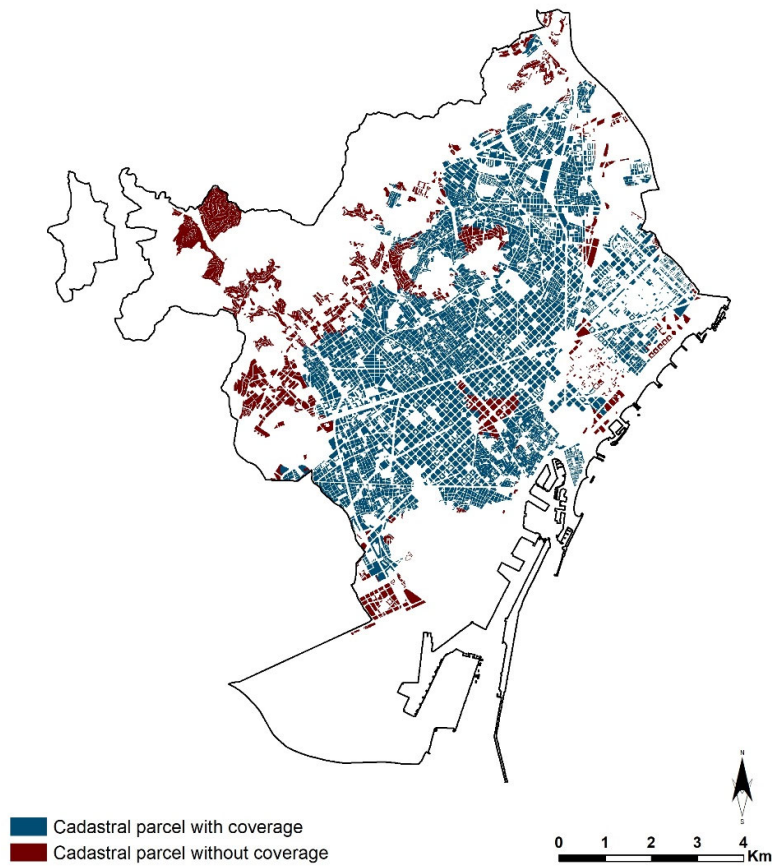 N
S
Cadastral parcel with coverage
Cadastral parcel without coverage
0 1 2 3 4
Km